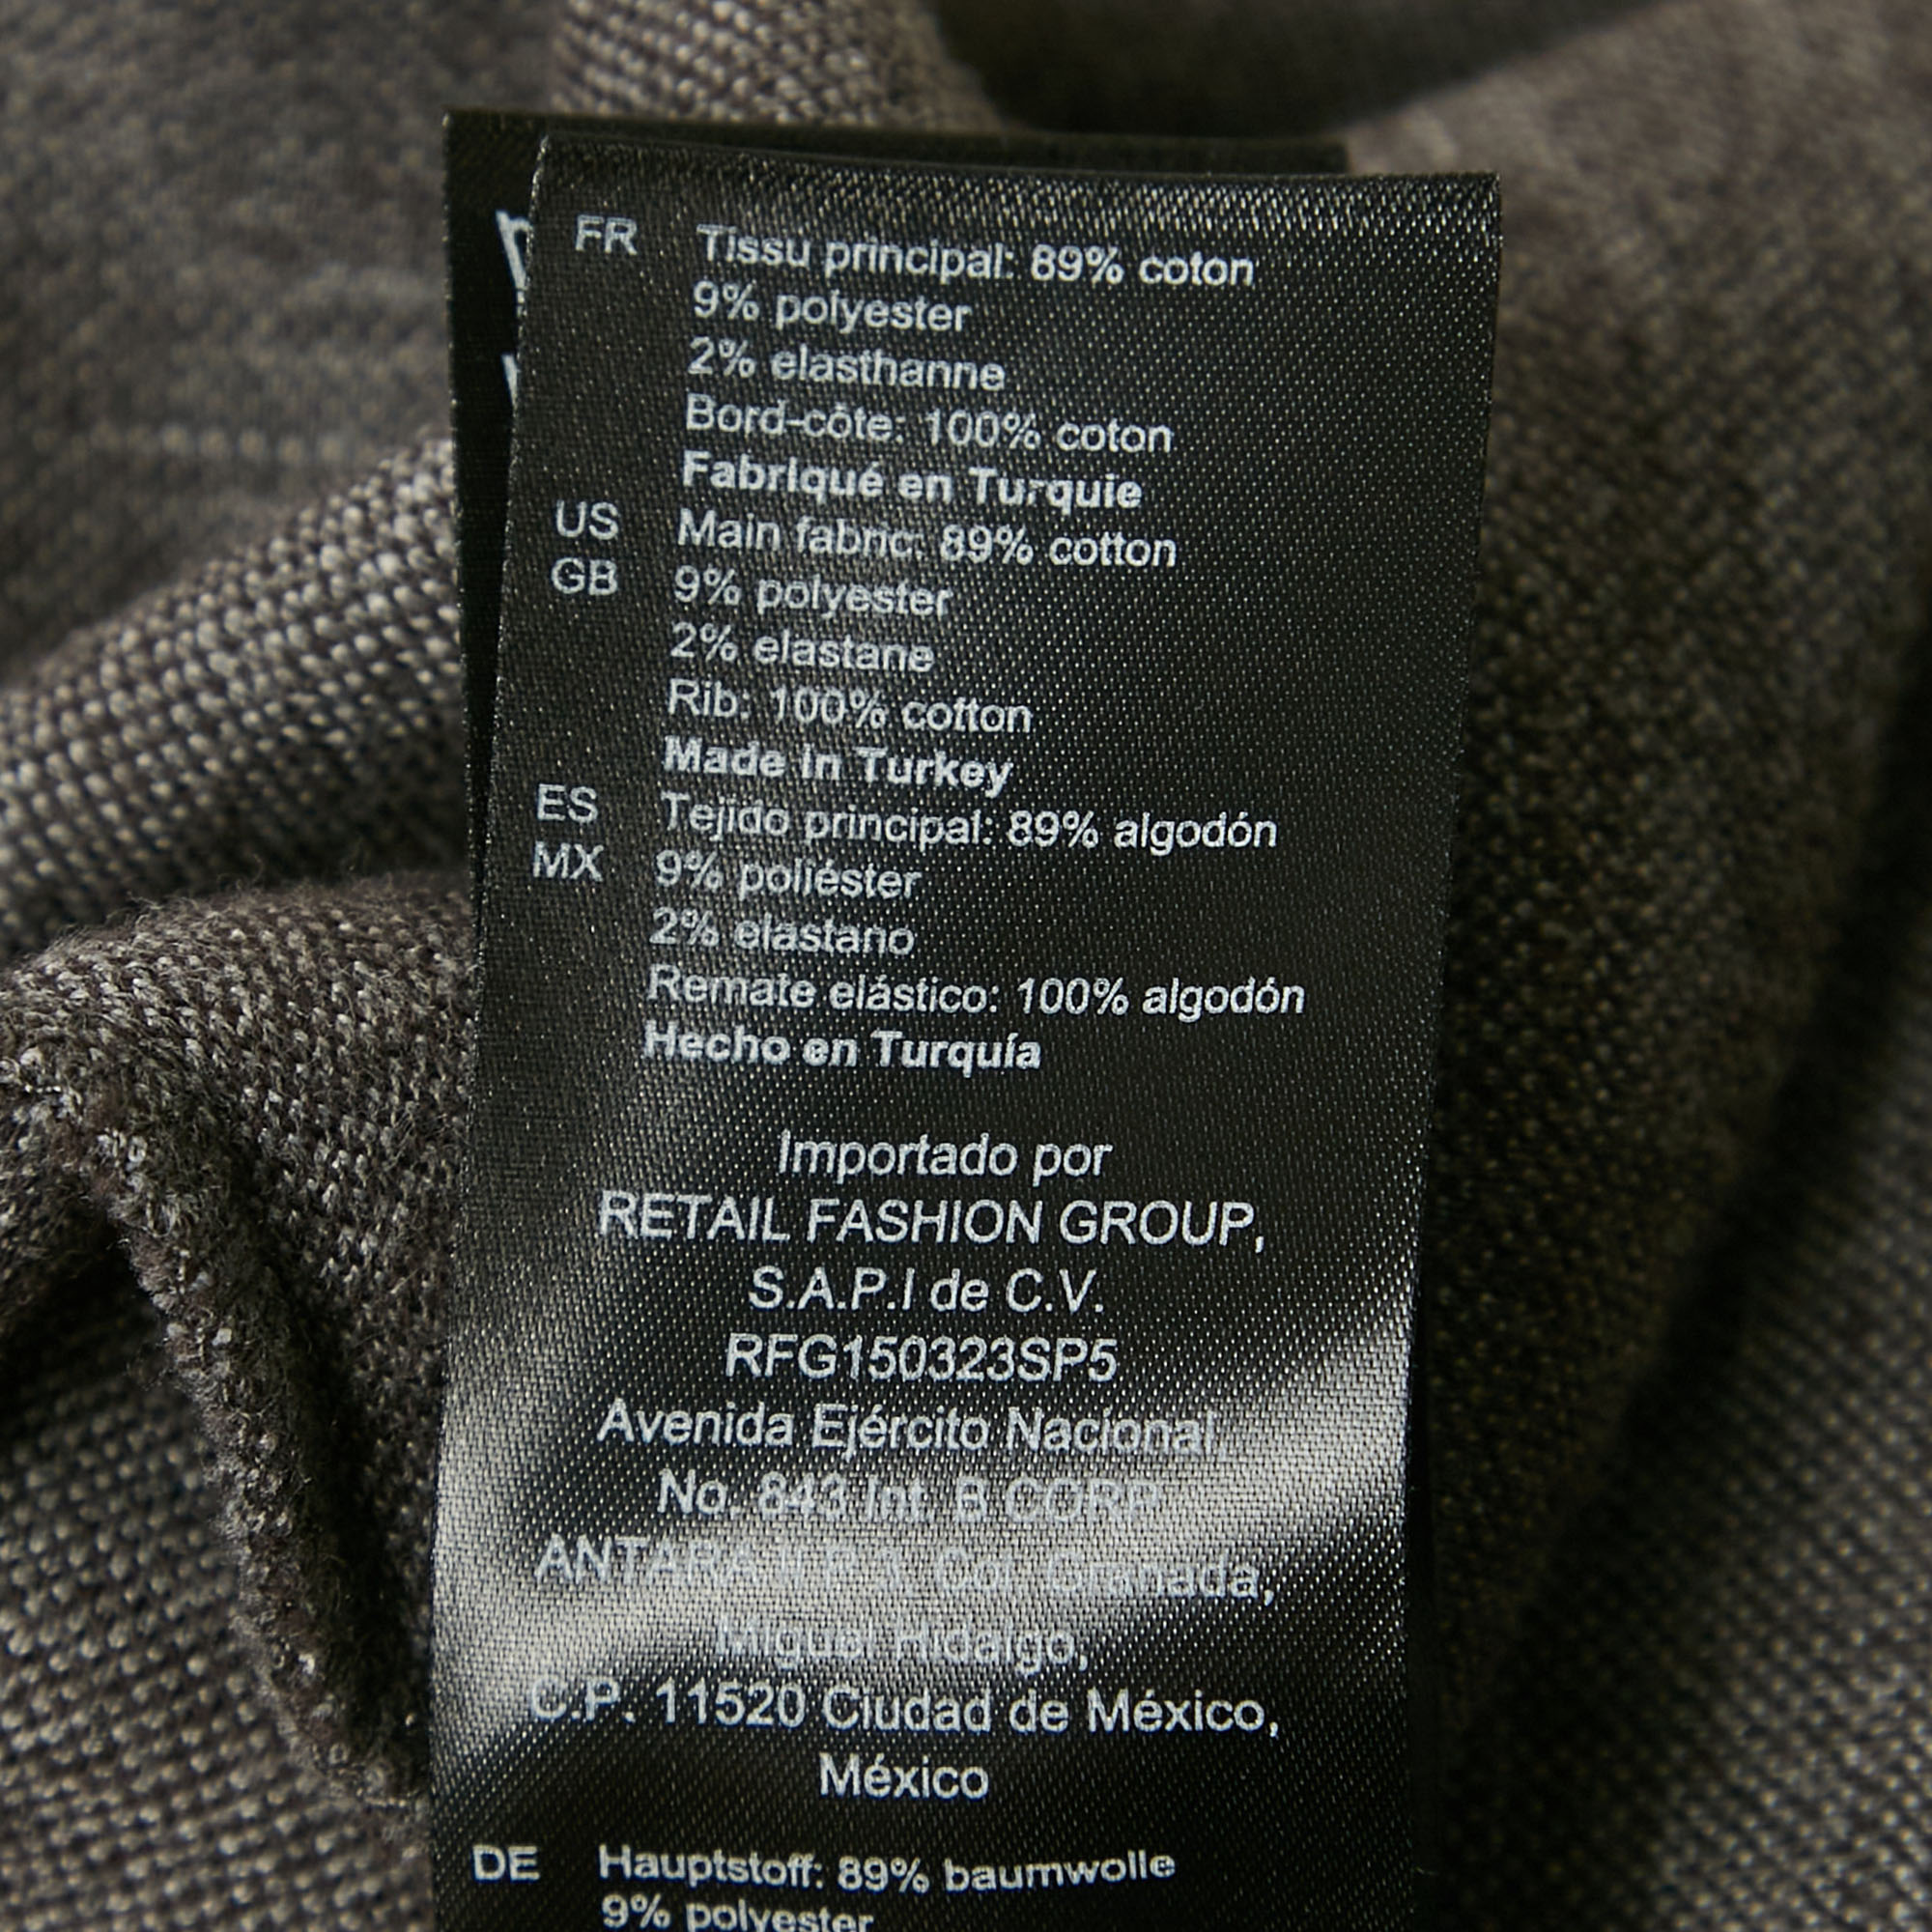 FR Tissu principal: 89% coton
9% polyester
2% elasthanne
Bord-côte: 100% coton
Fabriqué en Turquie
US Main fabric: 89% cotton
GB 9% polyester
2% elastane
Rib: 100% cotton
Made in Turkey
ES Tejido principal: 89% algodón
MX 9% poliéster
2% elastano
Remate elástico: 100% algodón
Hecho en Turquía
Importado por
RETAIL FASHION GROUP,
S.A.P.I de C.V.
RFG150323SP5
Avenida Ejército Nacional,
No. 843 Int. B CORP
ANTARA Col. Granada,
Miguel Hidalgo,
C.P. 11520 Ciudad de México,
México
DE Hauptstoff: 89% baumwolle
9% polyester